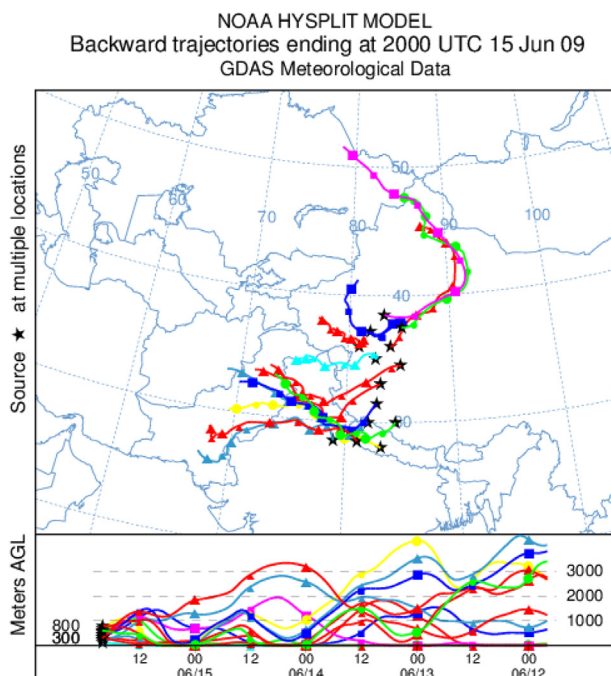 NOAA HYSPLIT MODEL
Backward trajectories ending at 2000 UTC 15 Jun 09
GDAS Meteorological Data
Source ★ at multiple locations
50
60
70
80
50
90
100
40
Meters AGL
3000
2000
1000
800
300
12 00 12 00 12 00 12 00
06/15 06/14 06/13 06/12